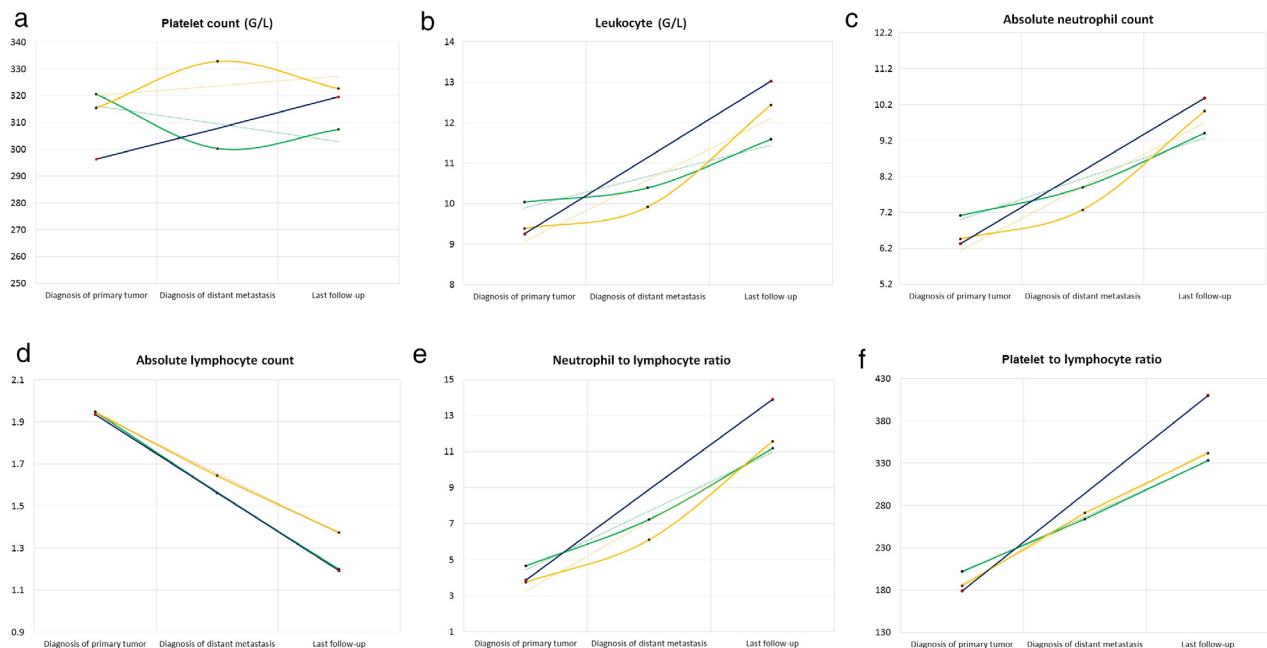 a
Platelet count (G/L)
340
330
320
310
300
290
280
270
260
250
Diagnosis of primary tumor Diagnosis of distant metastasis Last follow-up
b
Leukocyte (G/L)
14
13
12
11
10
9
8
Diagnosis of primary tumor Diagnosis of distant metastasis Last follow-up
c
Absolute neutrophil count
12.2
11.2
10.2
9.2
8.2
7.2
6.2
5.2
Diagnosis of primary tumor Diagnosis of distant metastasis Last follow-up
d
Absolute lymphocyte count
2.1
1.9
1.7
1.5
1.3
1.1
0.9
Diagnosis of primary tumor Diagnosis of distant metastasis Last follow-up
e
Neutrophil to lymphocyte ratio
15
13
11
9
7
5
3
1
Diagnosis of primary tumor Diagnosis of distant metastasis Last follow-up
f
Platelet to lymphocyte ratio
430
380
330
280
230
180
130
Diagnosis of primary tumor Diagnosis of distant metastasis Last follow-up